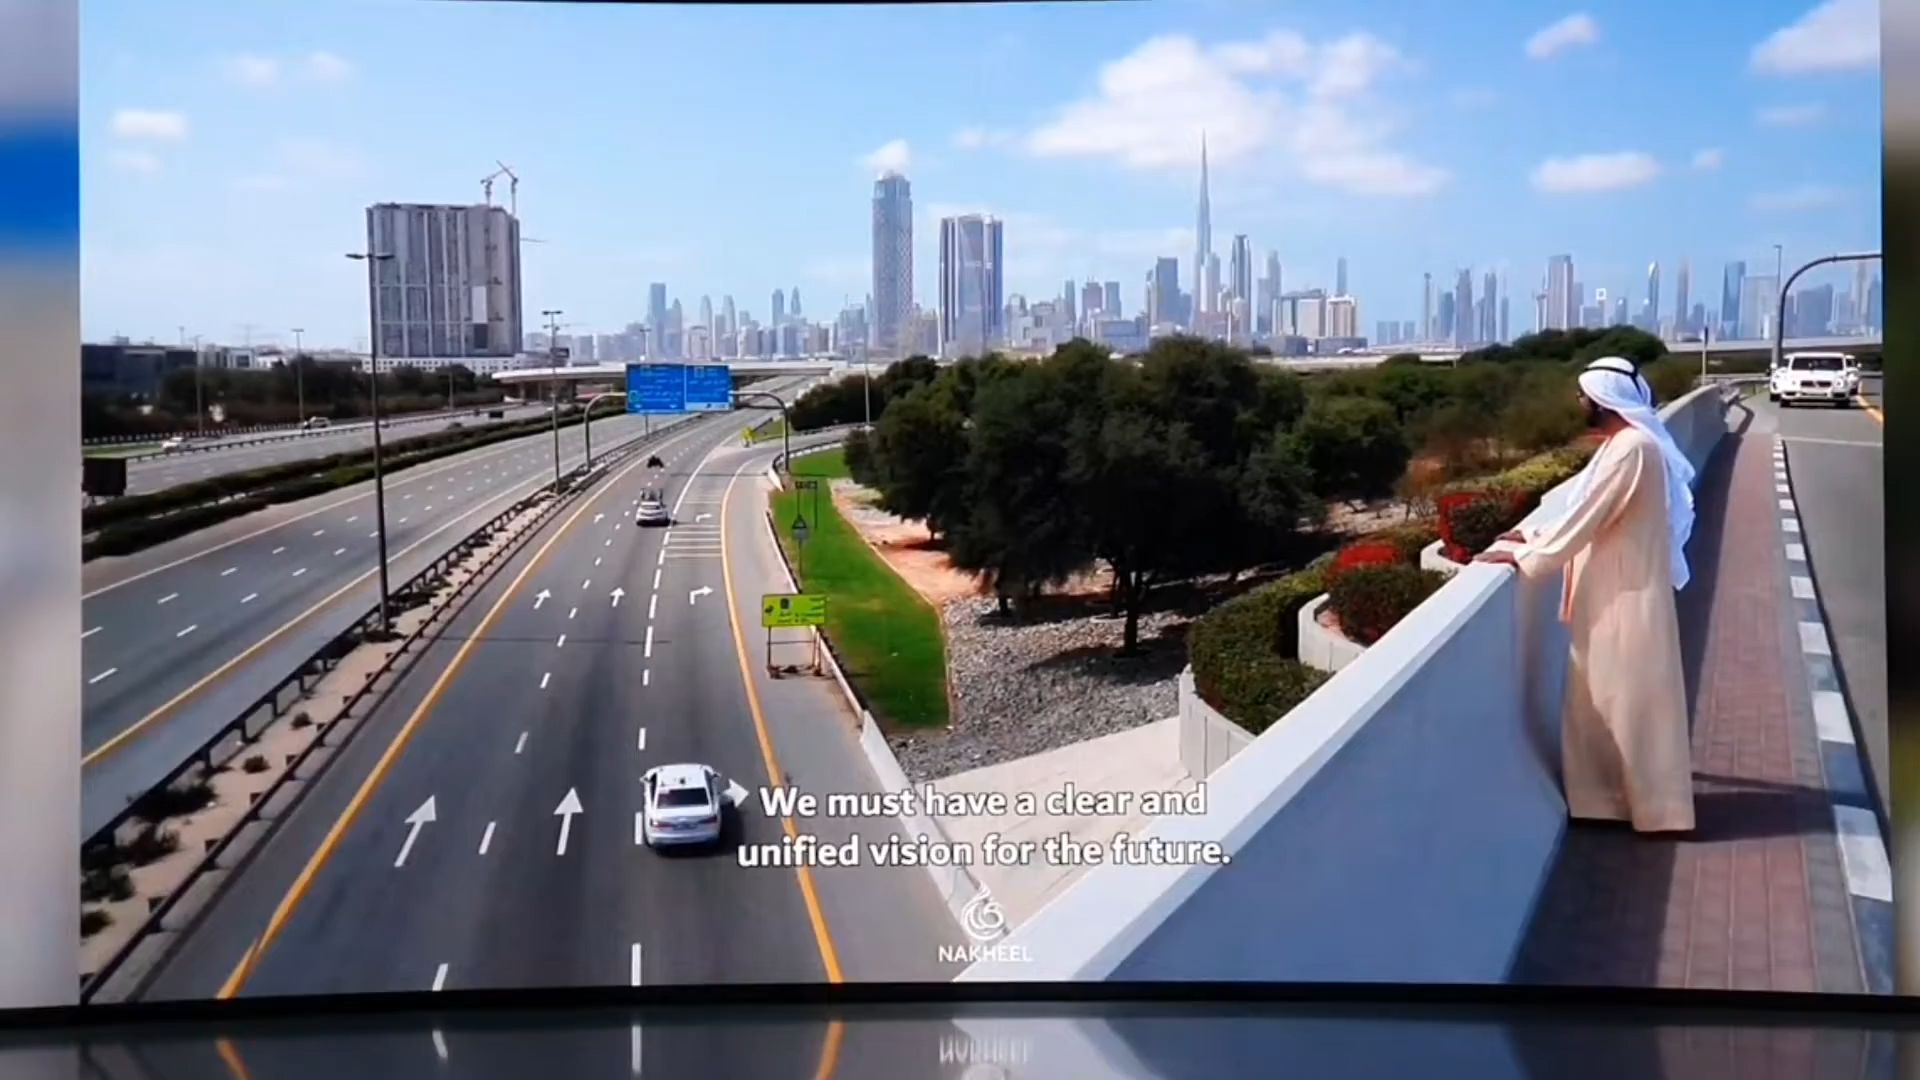 We must have a clear and
unified vision for the future.
NAKHEEL